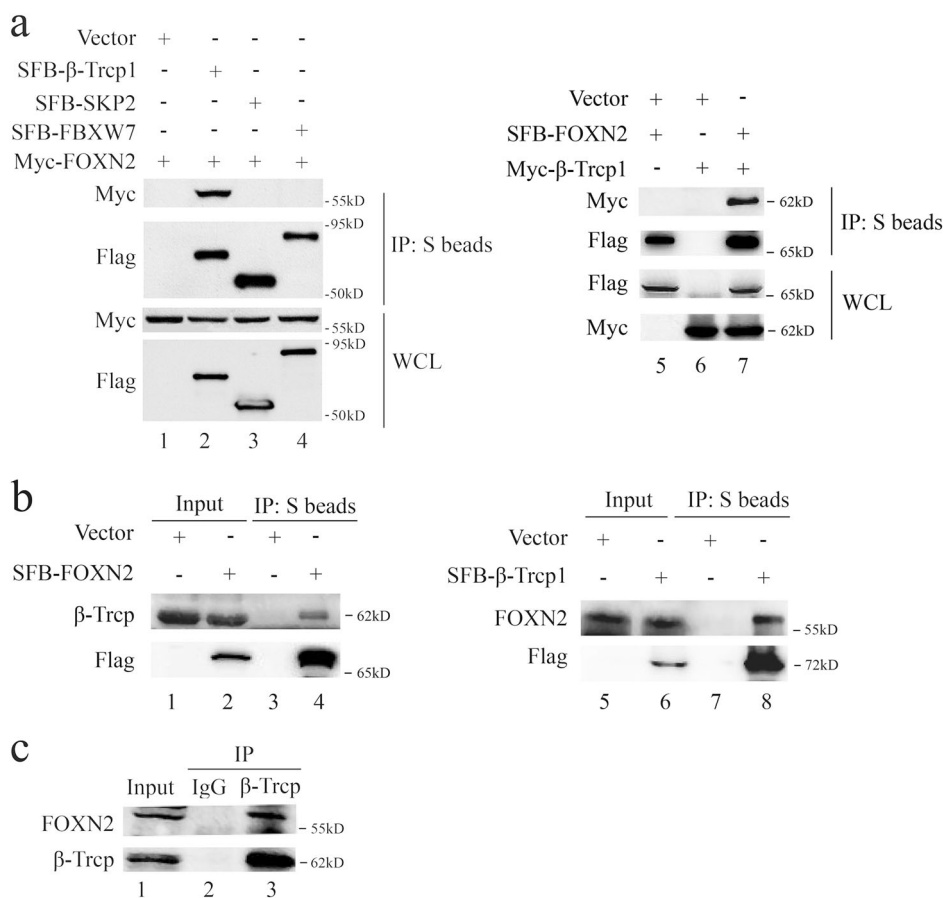 a
Vector + - - -
SFB-β-Trcp1 - + - -
SFB-SKP2 - - + -
SFB-FBXW7 - - - +
Myc-FOXN2 + + + +
Myc -55kD
Flag -95kD
-50kD
IP: S beads
Myc -55kD
Flag -95kD
-50kD
WCL
1 2 3 4
Vector + + -
SFB-FOXN2 + - +
Myc-β-Trcp1 - + +
Myc - 62kD
Flag - 65kD
IP: S beads
Flag - 65kD
Myc - 62kD
WCL
5 6 7
b
Input IP: S beads
Vector + - + -
SFB-FOXN2 - + - +
β-Trcp - 62kD
Flag - 65kD
1 2 3 4
Input IP: S beads
Vector + - + -
SFB-β-Trcp1 - + - +
FOXN2 - 55kD
Flag - 72kD
5 6 7 8
c
IP
Input IgG β-Trcp
FOXN2 - 55kD
β-Trcp - 62kD
1 2 3